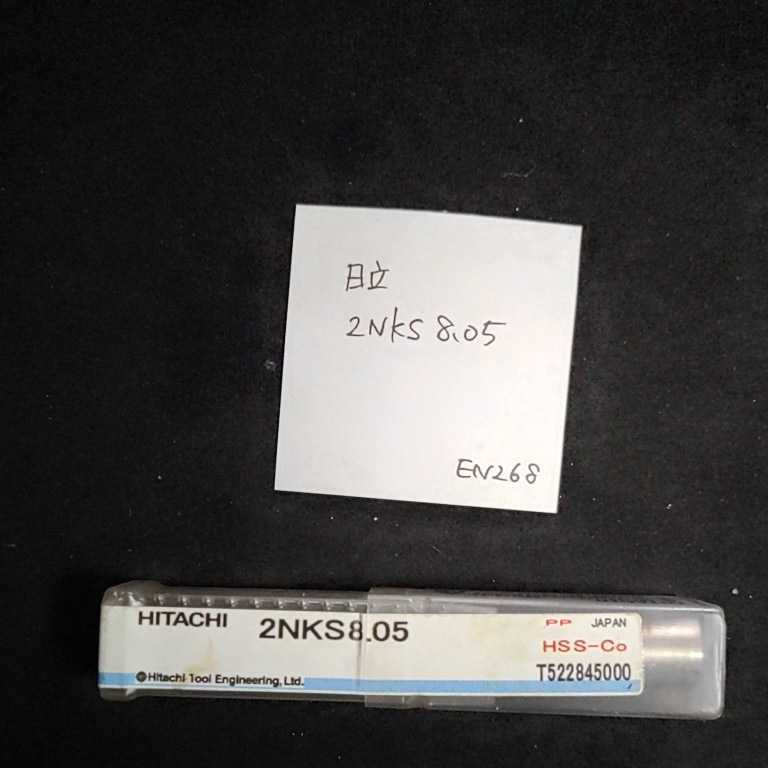 日立
2NKS 8.05
EN268
HITACHI 2NKS8.05 PP JAPAN
HSS-Co
Hitachi Tool Engineering, Ltd. T522845000